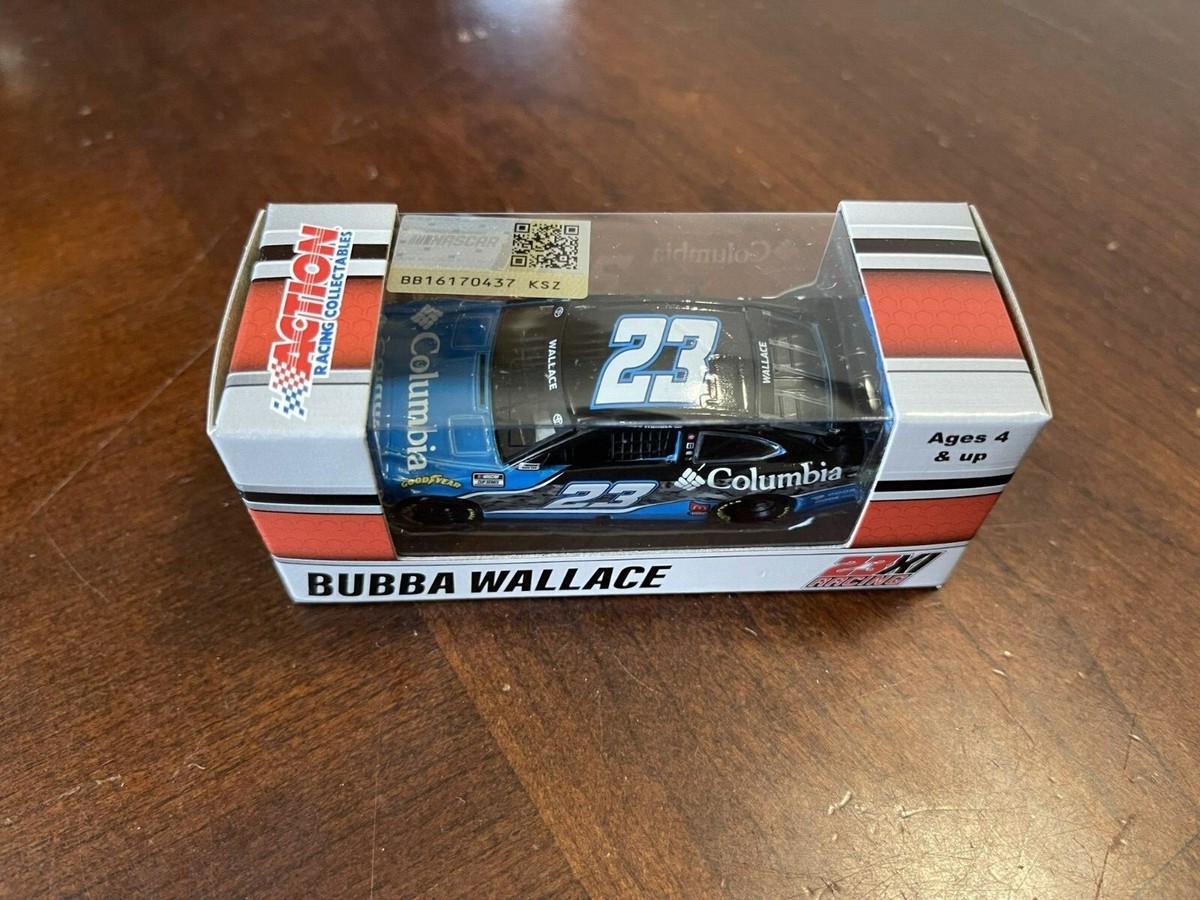 ACTION
RACING COLLECTABLES
NASCAR
BB16170437 KSZ
Columbia
Columbia
WALLACE
23
WALLACE
GOODYEAR
23
Columbia
Ages 4
& up
BUBBA WALLACE
23XI
RACING